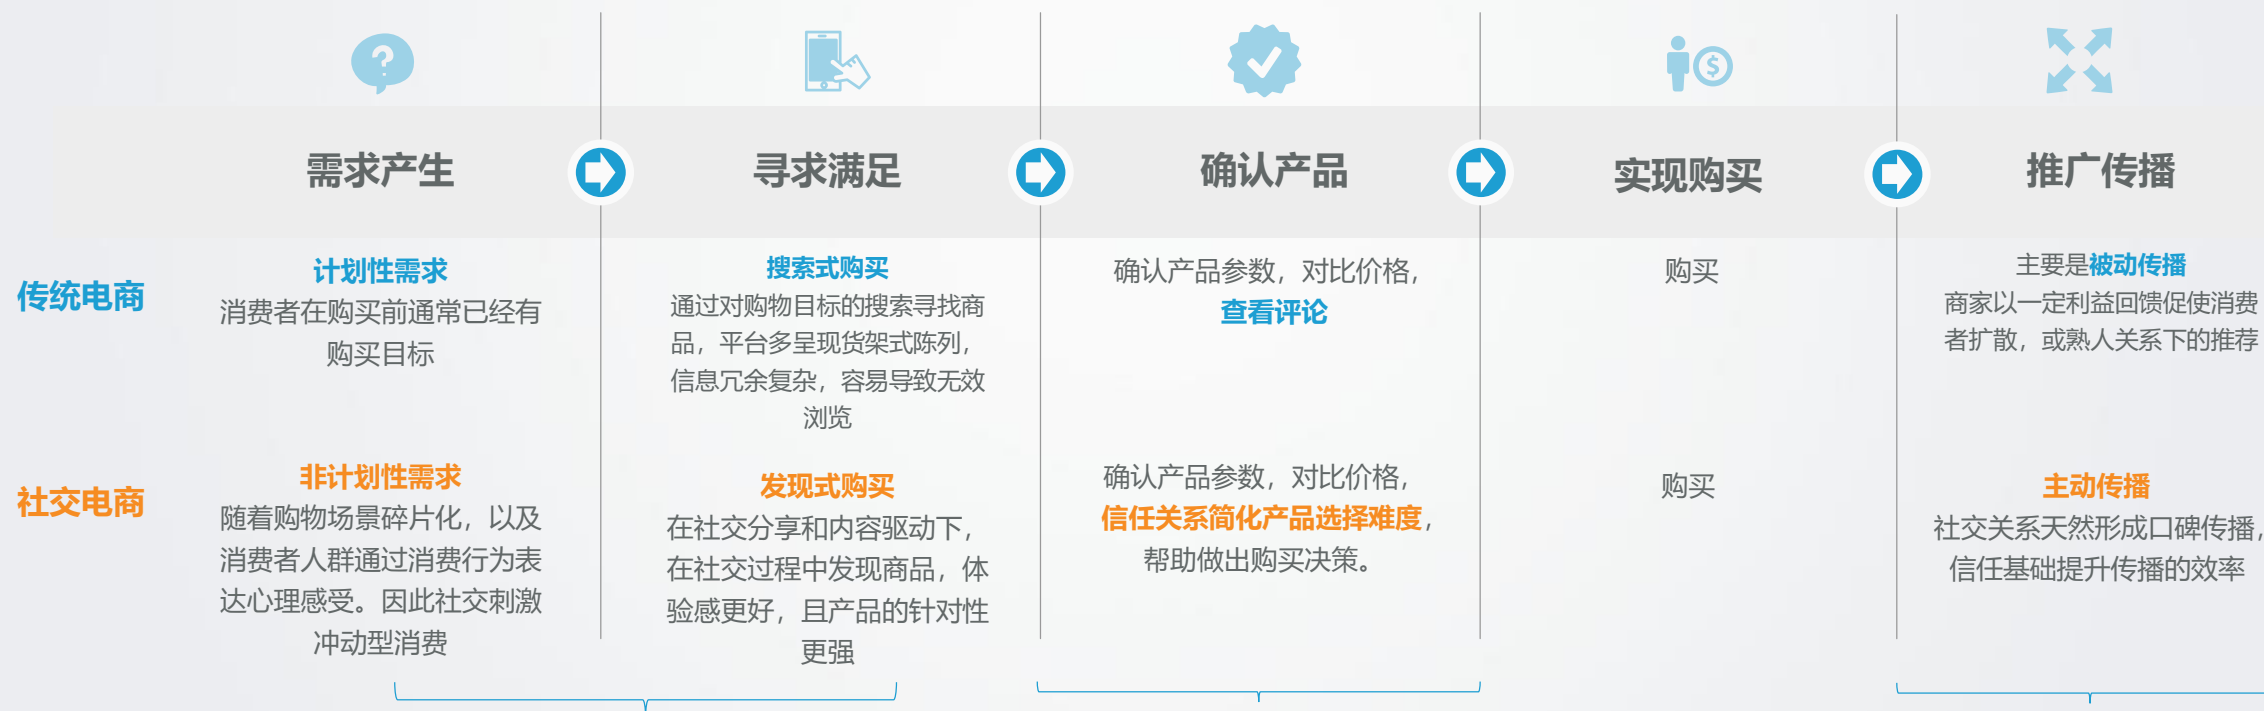 需求产生
寻求满足
确认产品
实现购买
推广传播
传统电商
计划性需求
消费者在购买前通常已经有
购买目标
搜索式购买
通过对购物目标的搜索寻找商
品，平台多呈现货架式陈列，
信息冗余复杂，容易导致无效
浏览
确认产品参数，对比价格，
查看评论
购买
主要是被动传播
商家以一定利益回馈促使消费
者扩散，或熟人关系下的推荐
社交电商
非计划性需求
随着购物场景碎片化，以及
消费者人群通过消费行为表
达心理感受。因此社交刺激
冲动型消费
发现式购买
在社交分享和内容驱动下，
在社交过程中发现商品，体
验感更好，且产品的针对性
更强
确认产品参数，对比价格，
信任关系简化产品选择难度，
帮助做出购买决策。
购买
主动传播
社交关系天然形成口碑传播，
信任基础提升传播的效率